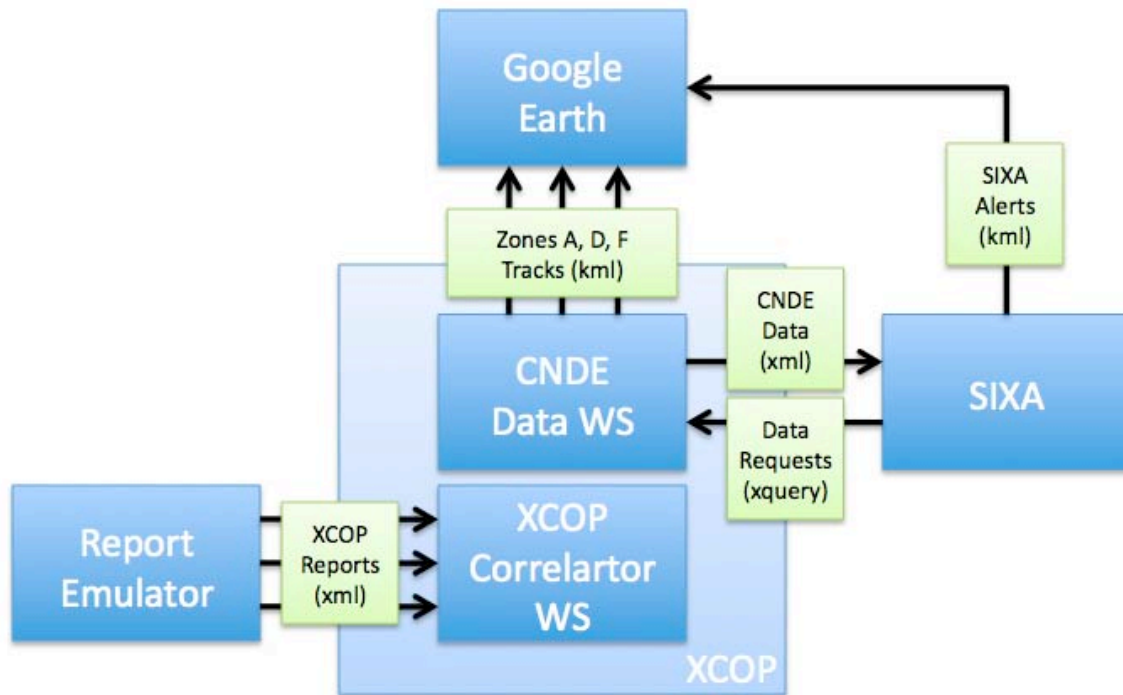 Google
Earth
SIXA
Alerts
(kml)
Zones A, D, F
Tracks (kml)
CNDE
Data
(xml)
CNDE
Data WS
SIXA
Data
Requests
(xquery)
Report
Emulator
XCOP
Reports
(xml)
XCOP
Correlartor
WS
XCOP